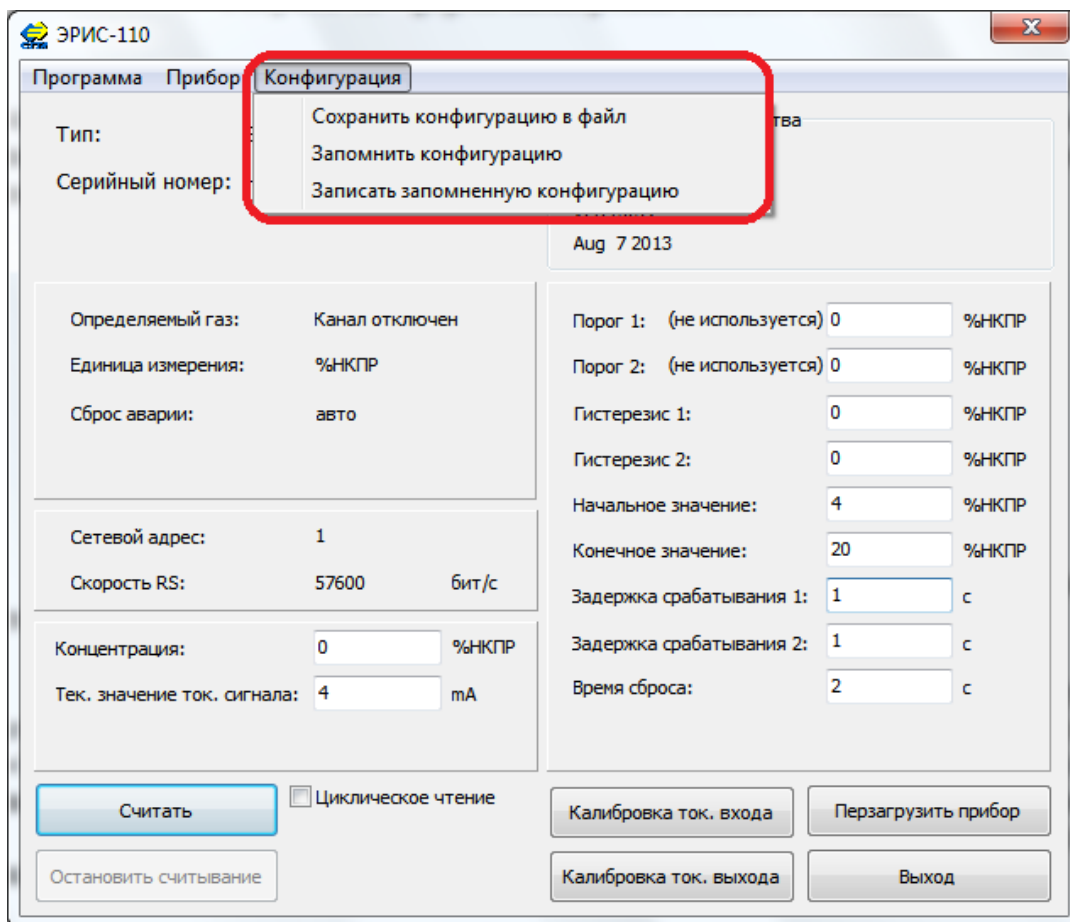 ЭРИС-110
Программа Прибор Конфигурация
Сохранить конфигурацию в файл
Запомнить конфигурацию
Записать запомненную конфигурацию
Тип:
Серийный номер:
Aug 7 2013
Определяемый газ: Канал отключен
Единица измерения: %НКПР
Сброс аварии: авто
Сетевой адрес: 1
Скорость RS: 57600 бит/с
Концентрация: 0 %НКПР
Тек. значение ток. сигнала: 4 mA
Порог 1: (не используется) 0 %НКПР
Порог 2: (не используется) 0 %НКПР
Гистерезис 1: 0 %НКПР
Гистерезис 2: 0 %НКПР
Начальное значение: 4 %НКПР
Конечное значение: 20 %НКПР
Задержка срабатывания 1: 1 с
Задержка срабатывания 2: 1 с
Время сброса: 2 с
Считать
Циклическое чтение
Остановить считывание
Калибровка ток. входа
Перзагрузить прибор
Калибровка ток. выхода
Выход